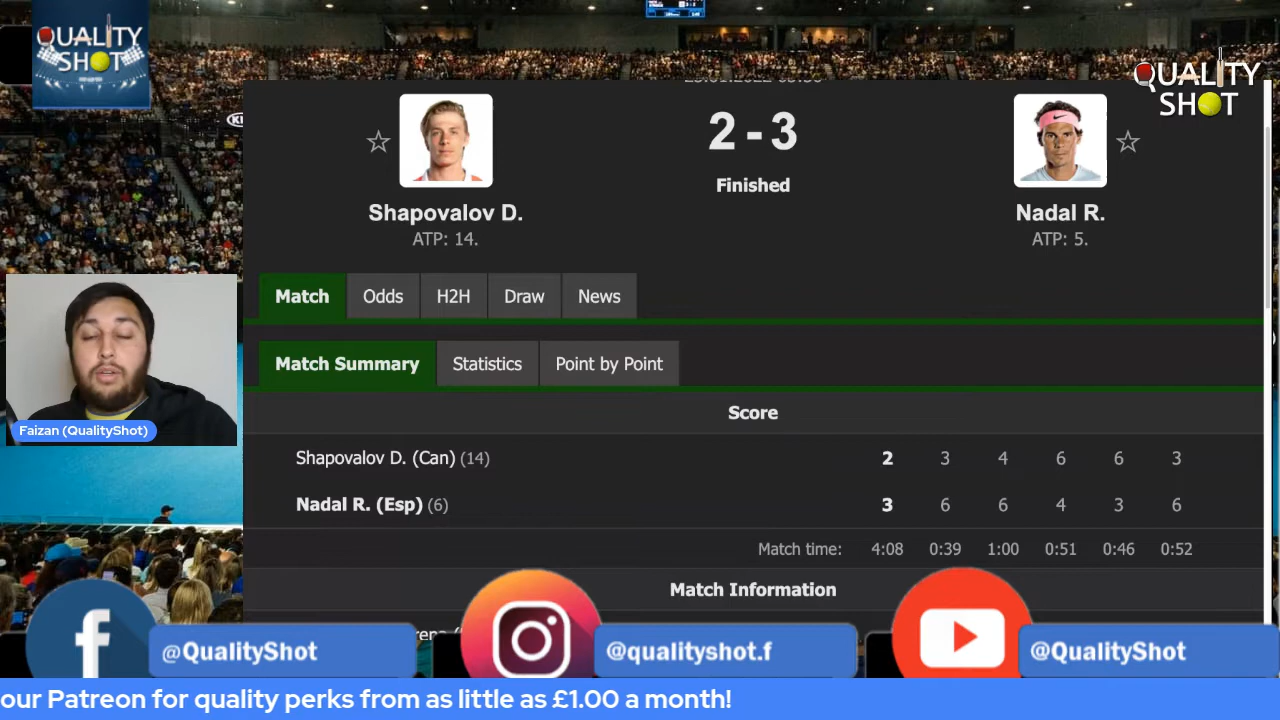 QUALITY
SHOT
QUALITY
SHOT
2 - 3
Finished
Shapovalov D.
ATP: 14.
Nadal R.
ATP: 5.
Match Odds H2H Draw News
Match Summary Statistics Point by Point
Score
Shapovalov D. (Can) (14) 2 3 4 6 6 3
Nadal R. (Esp) (6) 3 6 6 4 3 6
Match time: 4:08 0:39 1:00 0:51 0:46 0:52
Match Information
Faizan (QualityShot)
@QualityShot
@qualityshot.f
@QualityShot
our Patreon for quality perks from as little as £1.00 a month!